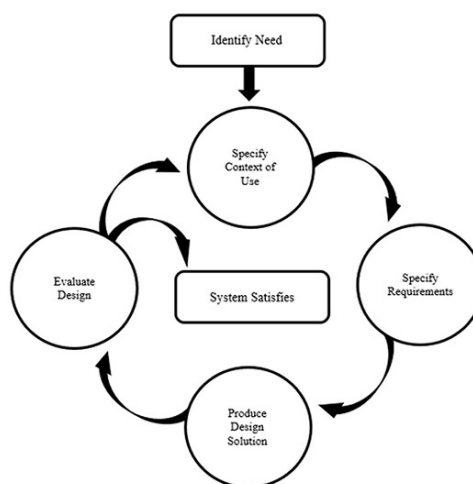 Identify Need
Specify
Context of
Use
Specify
Requirements
Evaluate
Design
System Satisfies
Produce
Design
Solution